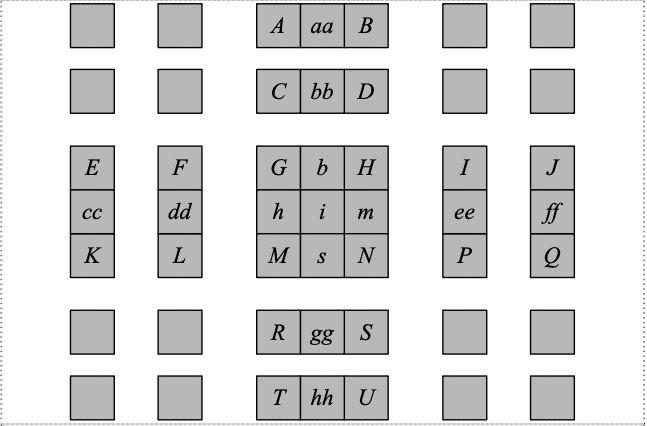 A aa B
C bb D
E F G b H I J
cc dd h i m ee ff
K L M s N P Q
R gg S
T hh U